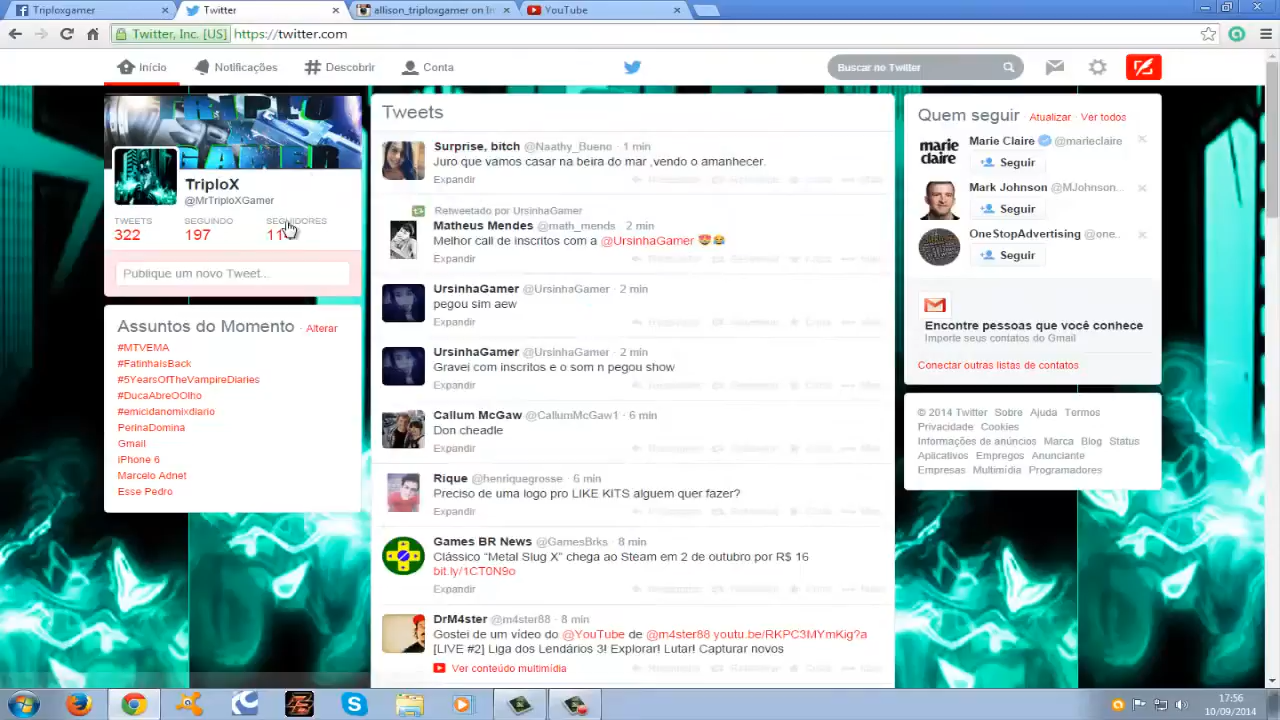 Triploxgamer
Twitter
allison_triploxgamer on In
YouTube
Twitter, Inc. [US] https://twitter.com
Início
Notificações
Descobrir
Conta
Buscar no Twitter
TRIPLO
GAMER
TriploX
@MrTriploXGamer
TWEETS SEGUINDO SEGUIDORES
322 197
Publique um novo Tweet...
Assuntos do Momento · Alterar
#MTVEMA
#FatinhaIsBack
#5YearsOfTheVampireDiaries
#DucaAbreOOlho
#emicidanomixdiario
PerinaDomina
Gmail
iPhone 6
Marcelo Adnet
Esse Pedro
Tweets
Surprise, bitch @Naathy_Bueno · 1 min
Juro que vamos casar na beira do mar ,vendo o amanhecer.
Expandir
Retweetado por UrsinhaGamer
Matheus Mendes @math_mends · 2 min
Melhor call de inscritos com a @UrsinhaGamer 😍😂
Expandir
UrsinhaGamer @UrsinhaGamer · 2 min
pegou sim aew
Expandir
UrsinhaGamer @UrsinhaGamer · 2 min
Gravei com inscritos e o som n pegou show
Expandir
Callum McGaw @CallumMcGaw1 · 6 min
Don cheadle
Expandir
Rique @henriquegrosse · 6 min
Preciso de uma logo pro LIKE KITS alguem quer fazer?
Expandir
Games BR News @GamesBrks · 8 min
Clássico “Metal Slug X” chega ao Steam em 2 de outubro por R$ 16
bit.ly/1CT0N9o
Expandir
DrM4ster @m4ster88 · 8 min
Gostei de um vídeo do @YouTube de @m4ster88 youtu.be/RKPC3MYmKig?a
[LIVE #2] Liga dos Lendários 3! Explorar! Lutar! Capturar novos
Ver conteúdo multimídia
Quem seguir · Atualizar · Ver todos
Marie Claire @marieclaire
marie claire
Seguir
Mark Johnson @MJohnson...
Seguir
OneStopAdvertising @one...
Seguir
Encontre pessoas que você conhece
Importe seus contatos do Gmail
Conectar outras listas de contatos
© 2014 Twitter Sobre Ajuda Termos
Privacidade Cookies
Informações de anúncios Marca Blog Status
Aplicativos Empregos Anunciante
Empresas Multimídia Programadores
17:56
10/09/2014